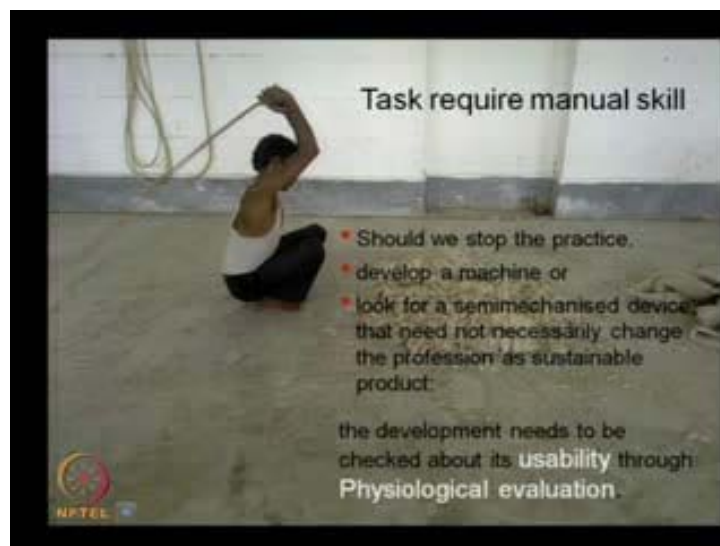 Task require manual skill
• Should we stop the practice,
• develop a machine or
• look for a semimechanised device
that need not necessarily change
the profession as sustainable
product:
the development needs to be
checked about its usability through
Physiological evaluation.
NPTEL